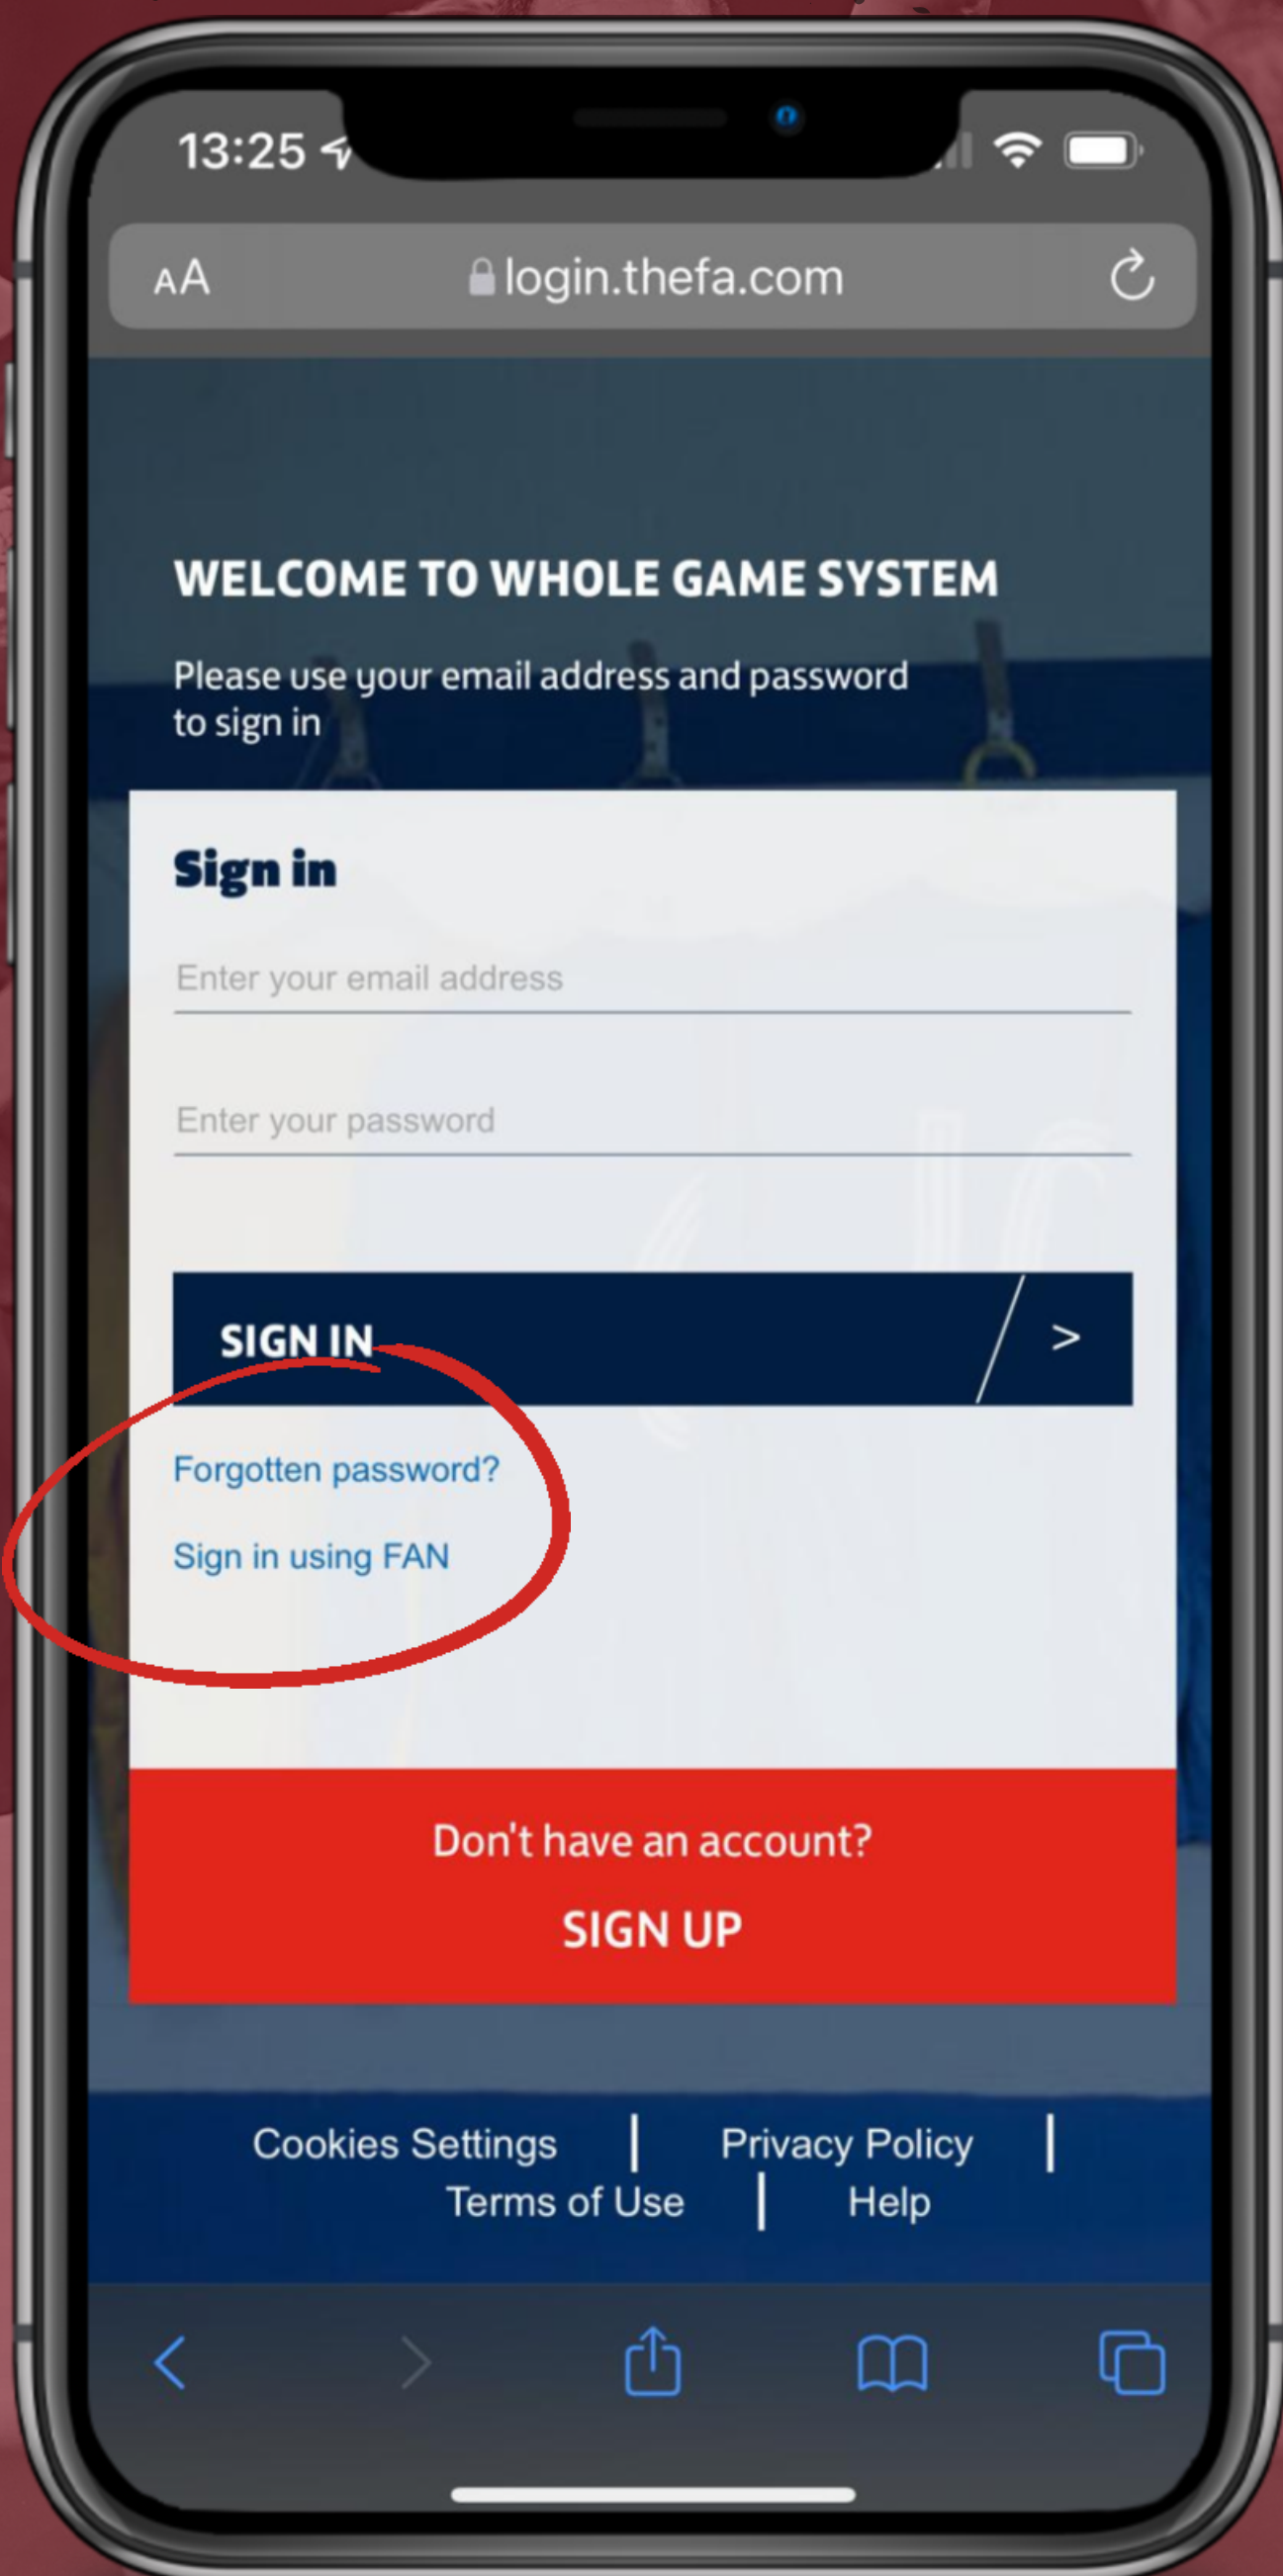 13:25
AA login.thefa.com
WELCOME TO WHOLE GAME SYSTEM
Please use your email address and password
to sign in
Sign in
Enter your email address
Enter your password
SIGN IN >
Forgotten password?
Sign in using FAN
Don't have an account?
SIGN UP
Cookies Settings | Privacy Policy |
Terms of Use | Help